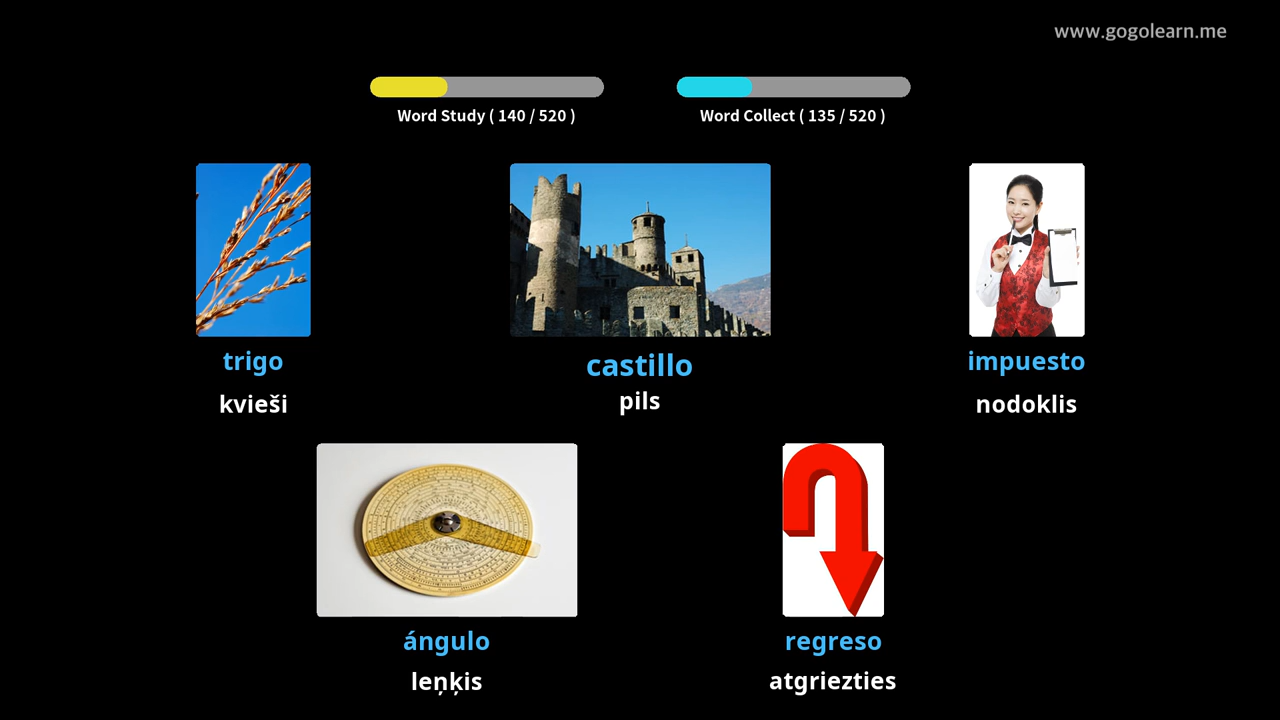 www.gogolearn.me
Word Study ( 140 / 520 )
Word Collect ( 135 / 520 )
trigo
kvieši
castillo
pils
impuesto
nodoklis
ángulo
leņķis
regreso
atgriezties